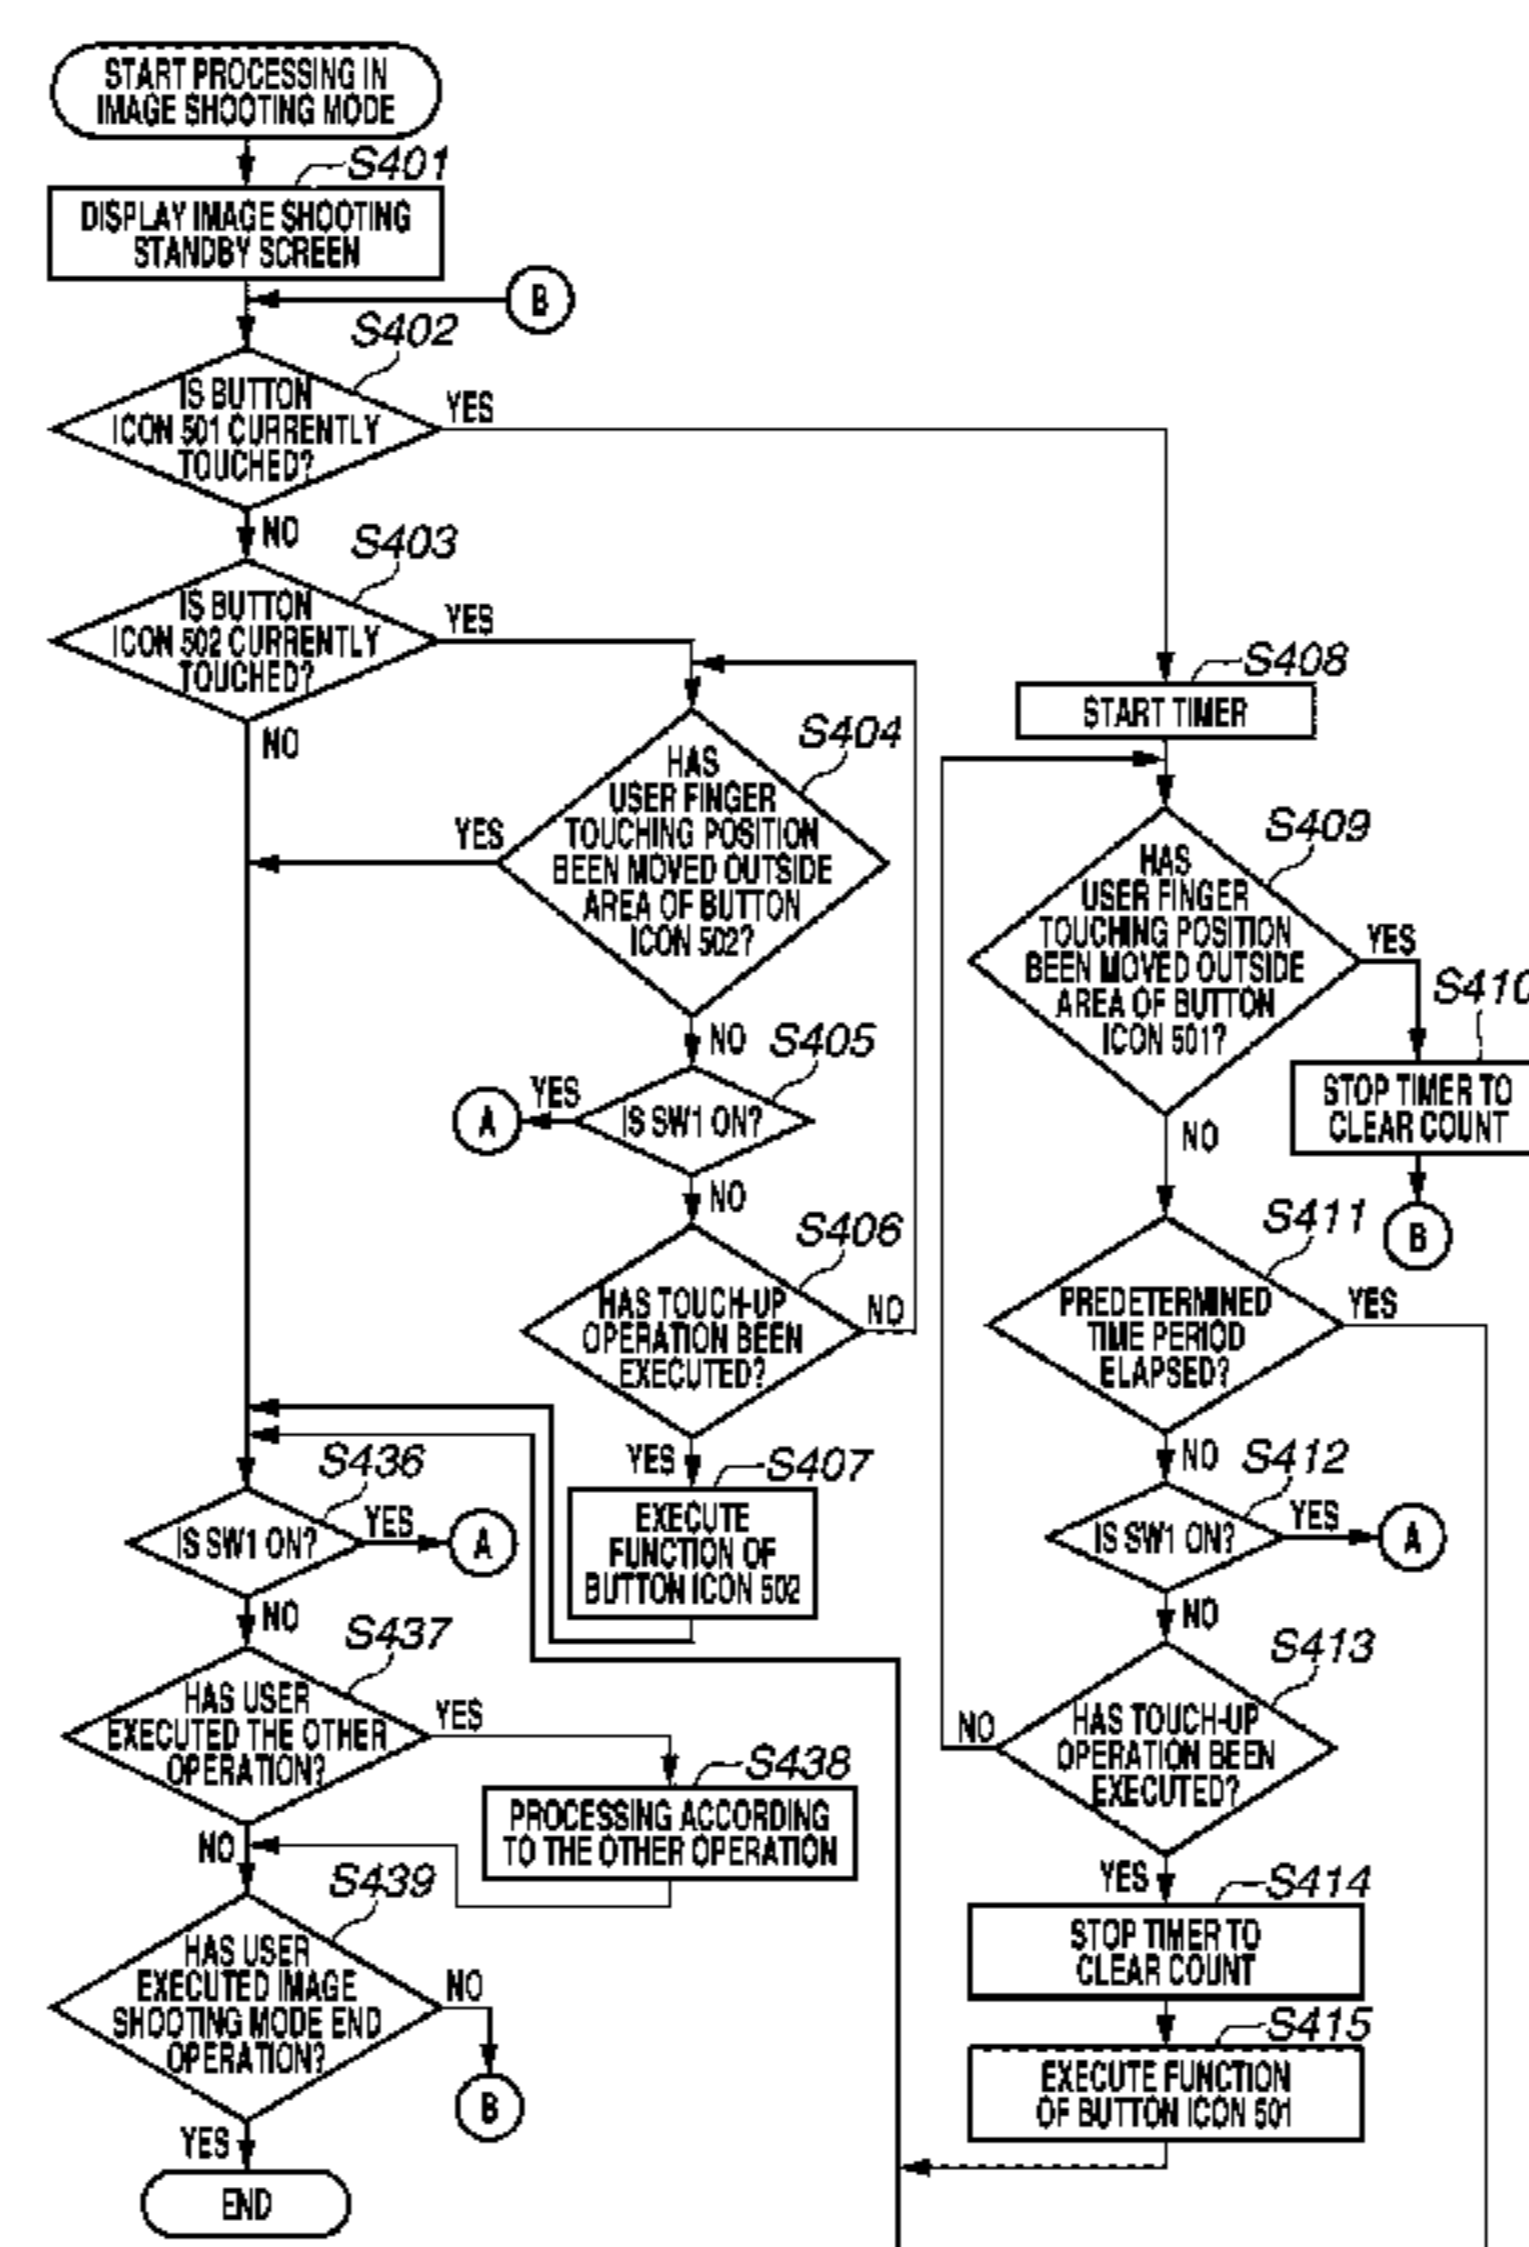 START PROCESSING IN
IMAGE SHOOTING MODE
S401
DISPLAY IMAGE SHOOTING
STANDBY SCREEN
B
S402
IS BUTTON
ICON 501 CURRENTLY
TOUCHED?
YES
NO
S403
IS BUTTON
ICON 502 CURRENTLY
TOUCHED?
YES
NO
S404
HAS
USER FINGER
TOUCHING POSITION
BEEN MOVED OUTSIDE
AREA OF BUTTON
ICON 502?
YES
NO
S405
IS SW1 ON?
YES
A
NO
S406
HAS TOUCH-UP
OPERATION BEEN
EXECUTED?
NO
YES
S407
EXECUTE
FUNCTION OF
BUTTON ICON 502
S408
START TIMER
S409
HAS
USER FINGER
TOUCHING POSITION
BEEN MOVED OUTSIDE
AREA OF BUTTON
ICON 501?
YES
S410
STOP TIMER TO
CLEAR COUNT
B
NO
S411
PREDETERMINED
TIME PERIOD
ELAPSED?
YES
NO
S412
IS SW1 ON?
YES
A
NO
S413
HAS TOUCH-UP
OPERATION BEEN
EXECUTED?
NO
YES
S414
STOP TIMER TO
CLEAR COUNT
S415
EXECUTE FUNCTION
OF BUTTON ICON 501
S436
IS SW1 ON?
YES
A
NO
S437
HAS USER
EXECUTED THE OTHER
OPERATION?
YES
S438
PROCESSING ACCORDING
TO THE OTHER OPERATION
NO
S439
HAS USER
EXECUTED IMAGE
SHOOTING MODE END
OPERATION?
NO
B
YES
END